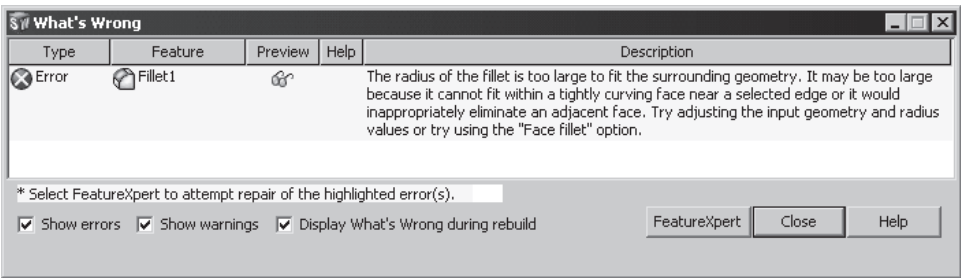 What's Wrong
Type Feature Preview Help Description
Error Fillet1 The radius of the fillet is too large to fit the surrounding geometry. It may be too large
because it cannot fit within a tightly curving face near a selected edge or it would
inappropriately eliminate an adjacent face. Try adjusting the input geometry and radius
values or try using the "Face fillet" option.
* Select FeatureXpert to attempt repair of the highlighted error(s).
Show errors Show warnings Display What's Wrong during rebuild FeatureXpert Close Help